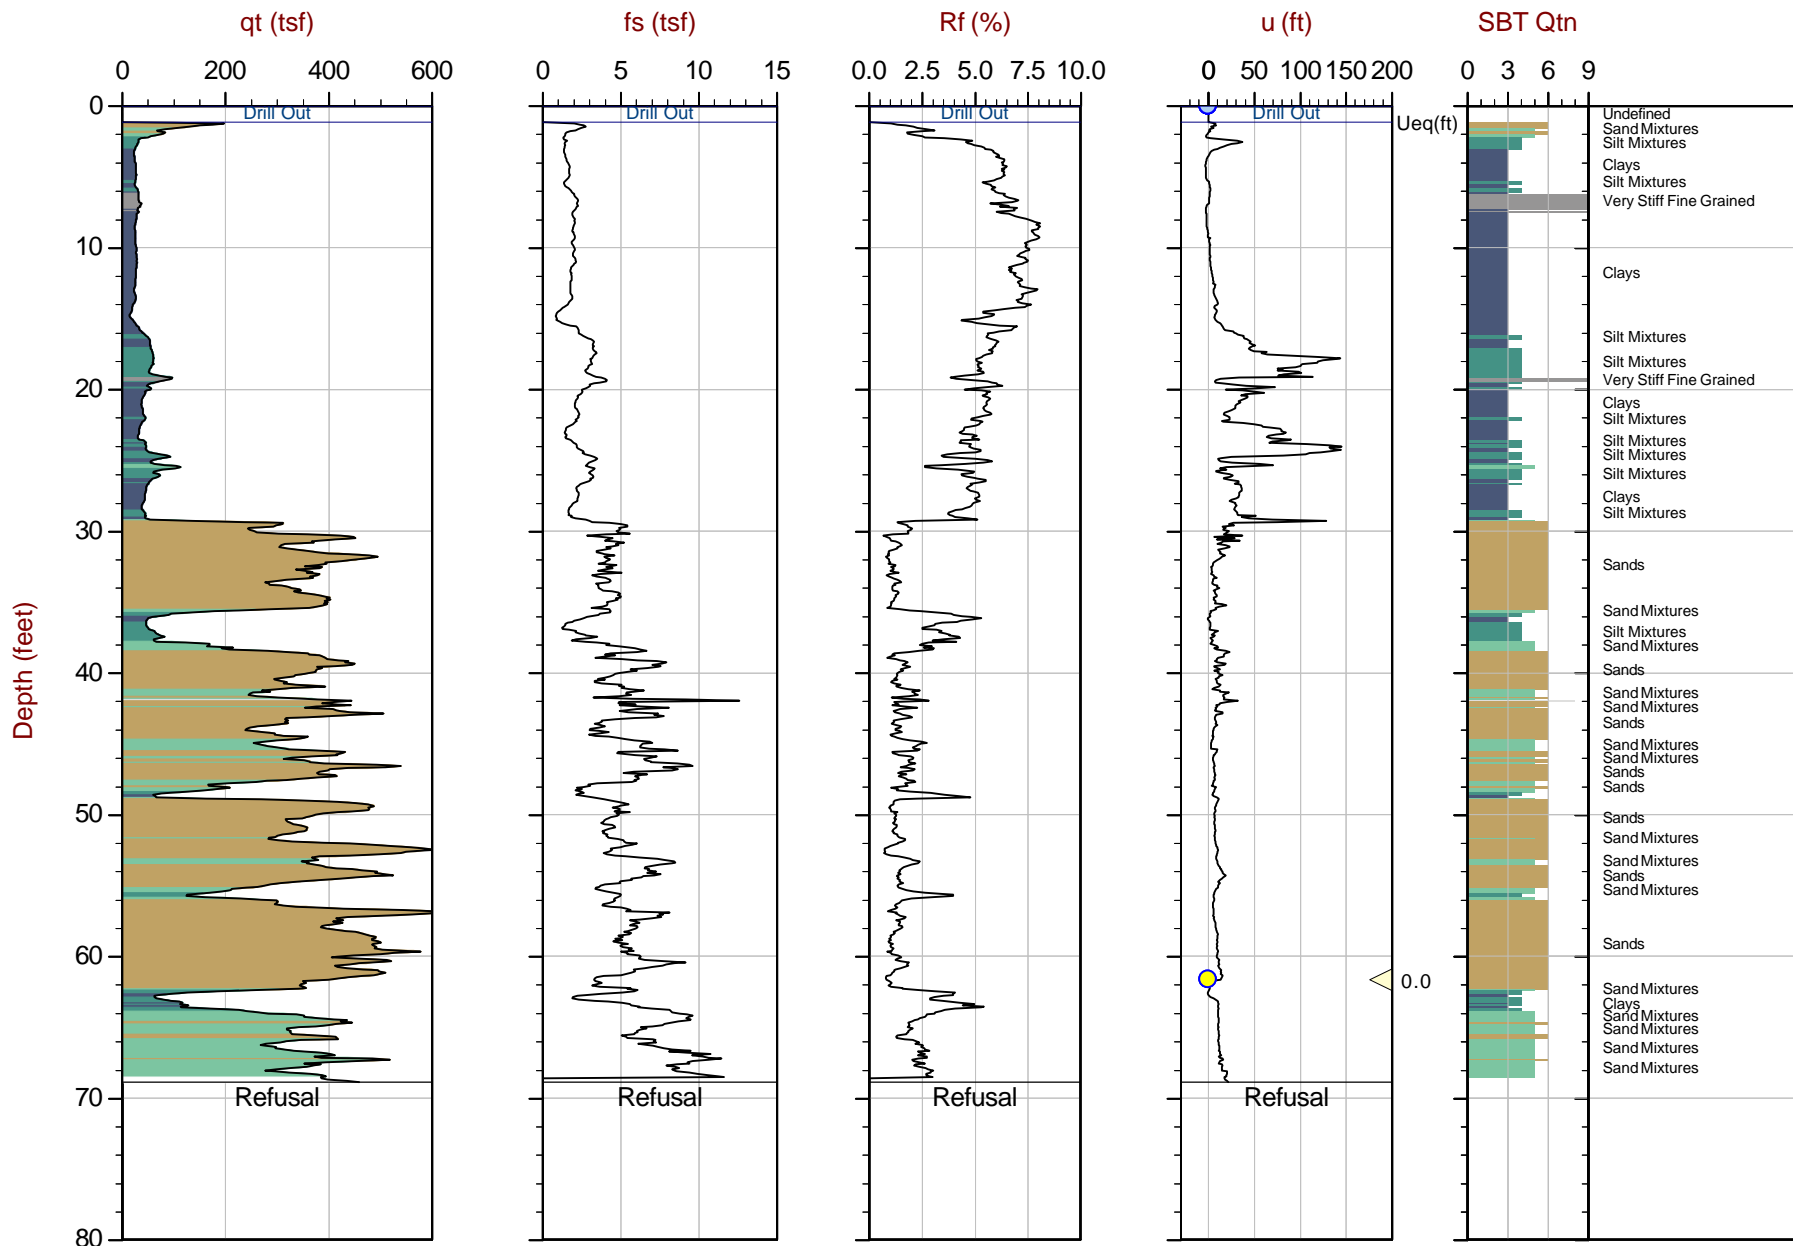 qt (tsf) fs (tsf) Rf (%) u (ft) SBT Qtn
0 200 400 600 0 5 10 15 0.0 2.5 5.0 7.5 10.0 0 50 100 150 200 0 3 6 9
0
10
20
30
40
50
60
70
80
Depth (feet)
Drill Out Drill Out Drill Out Drill Out
Ueq(ft)
0.0
Refusal Refusal Refusal Refusal
Undefined
Sand Mixtures
Silt Mixtures
Clays
Silt Mixtures
Very Stiff Fine Grained
Clays
Silt Mixtures
Silt Mixtures
Very Stiff Fine Grained
Clays
Silt Mixtures
Silt Mixtures
Silt Mixtures
Silt Mixtures
Clays
Silt Mixtures
Sands
Sand Mixtures
Silt Mixtures
Sand Mixtures
Sands
Sand Mixtures
Sand Mixtures
Sands
Sand Mixtures
Sand Mixtures
Sands
Sands
Sands
Sand Mixtures
Sand Mixtures
Sands
Sand Mixtures
Sands
Sand Mixtures
Clays
Sand Mixtures
Sand Mixtures
Sand Mixtures
Sand Mixtures